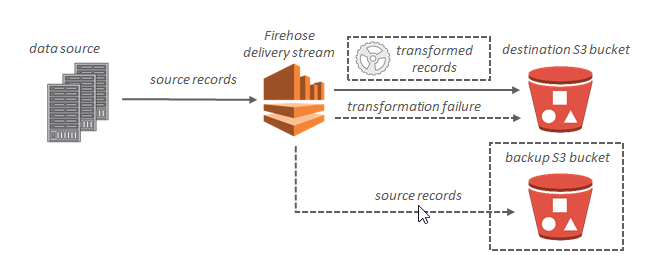 data source
source records
Firehose
delivery stream
transformed
records
transformation failure
destination S3 bucket
backup S3 bucket
source records